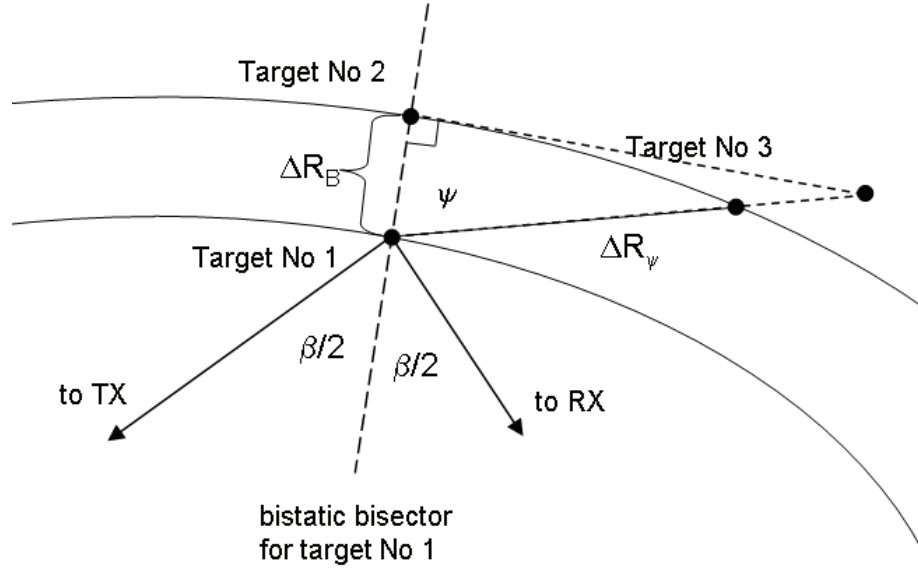 Target No 2
Target No 3
ΔR_B
ψ
Target No 1
ΔR_ψ
β/2
β/2
to TX
to RX
bistatic bisector
for target No 1